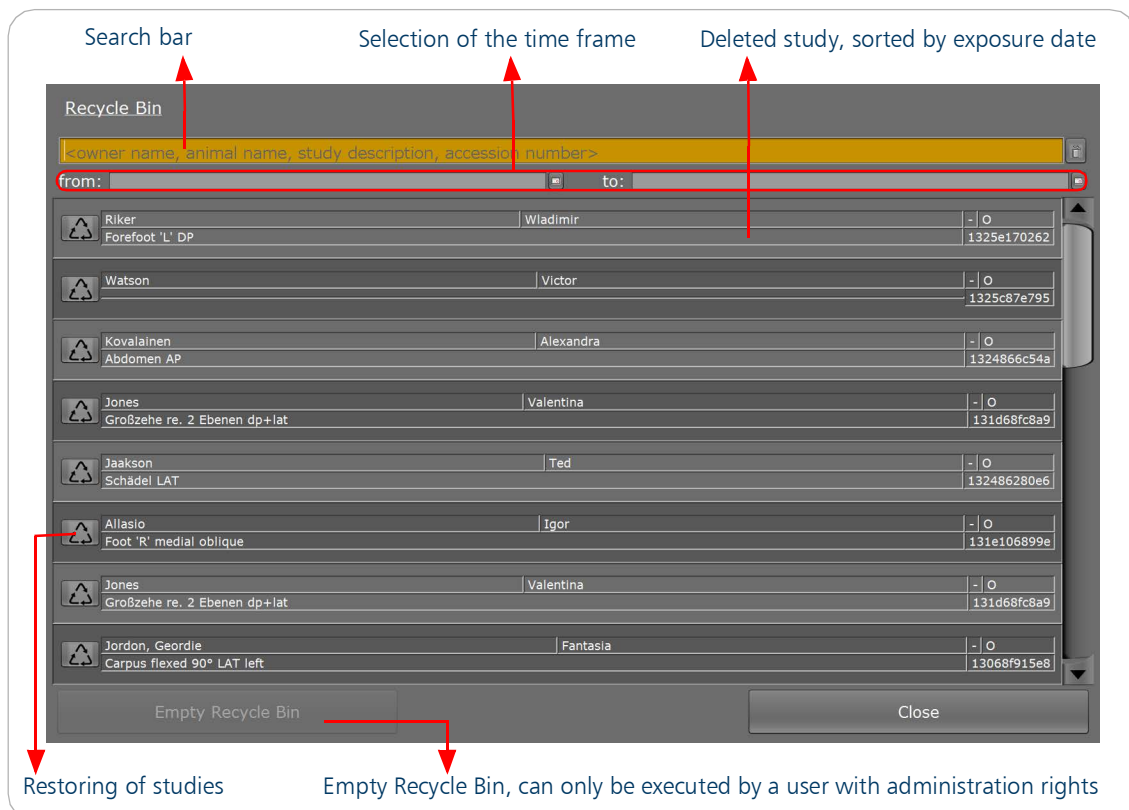 Search bar Selection of the time frame Deleted study, sorted by exposure date
Recycle Bin
<owner name, animal name, study description, accession number>
from: to:
Riker Wladimir - O
Forefoot 'L' DP 1325e170262
Watson Victor - O
1325c87e795
Kovalainen Alexandra - O
Abdomen AP 1324866c54a
Jones Valentina - O
Großzehe re. 2 Ebenen dp+lat 131d68fc8a9
Jaakson Ted - O
Schädel LAT 132486280e6
Allasio Igor - O
Foot 'R' medial oblique 131e106899e
Jones Valentina - O
Großzehe re. 2 Ebenen dp+lat 131d68fc8a9
Jordon, Geordie Fantasia - O
Carpus flexed 90° LAT left 13068f915e8
Empty Recycle Bin Close
Restoring of studies Empty Recycle Bin, can only be executed by a user with administration rights